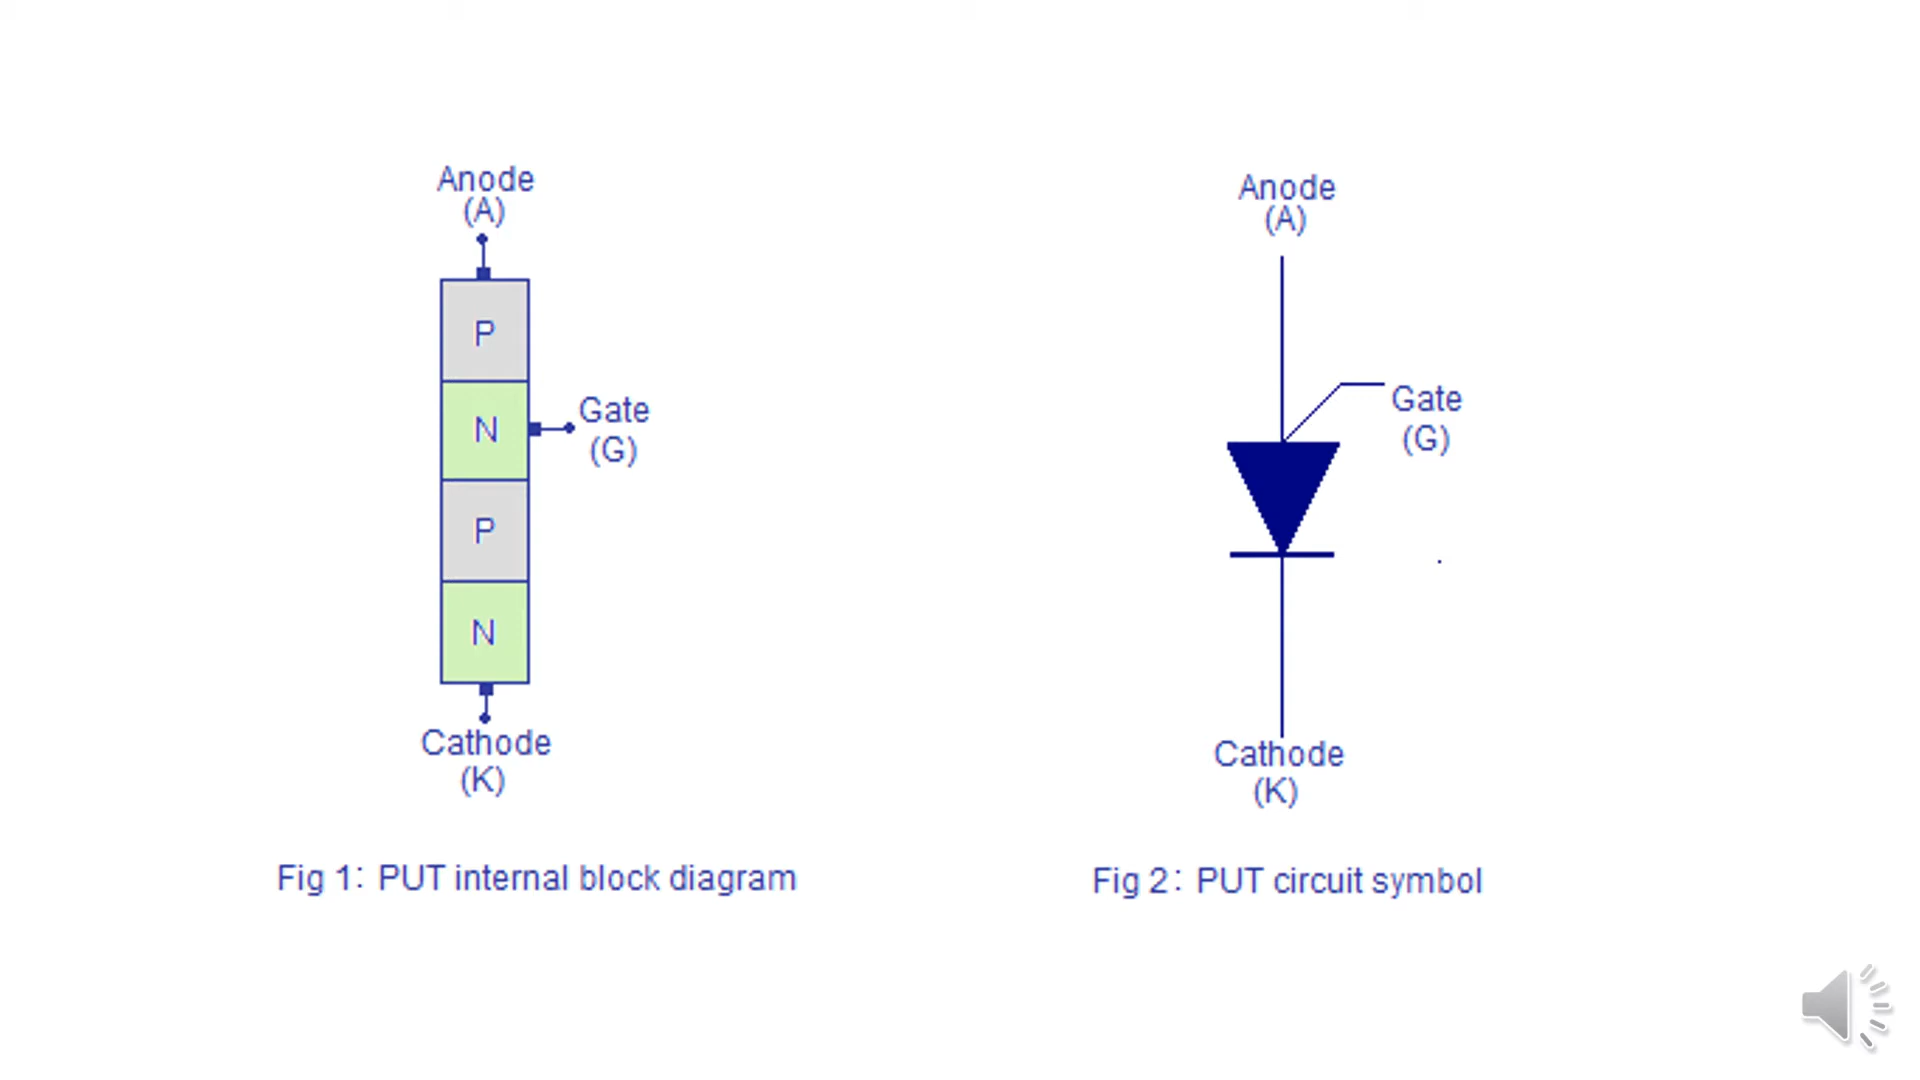 Anode
(A)
P
N
Gate
(G)
P
N
Cathode
(K)
Fig 1: PUT internal block diagram
Anode
(A)
Gate
(G)
Cathode
(K)
Fig 2: PUT circuit symbol